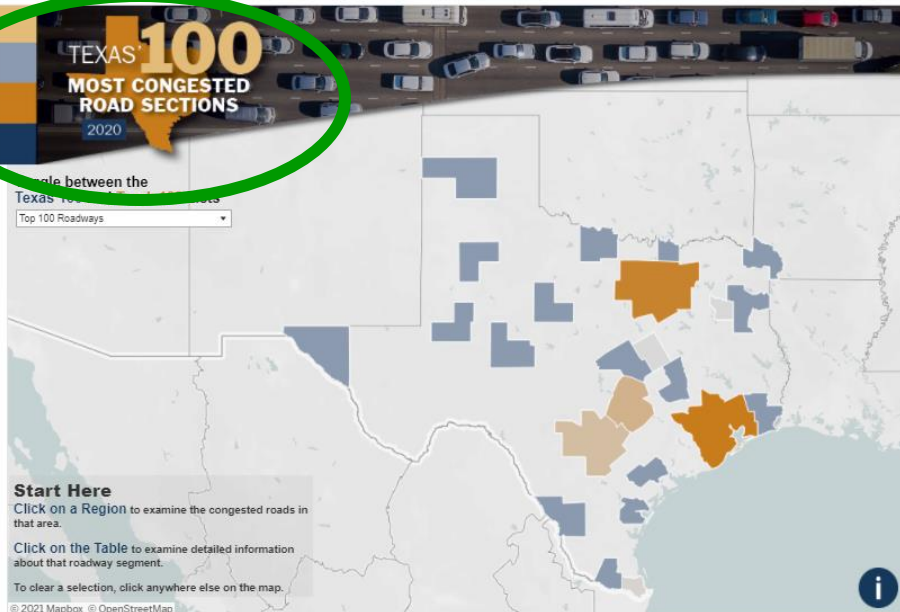 TEXAS' 100
MOST CONGESTED
ROAD SECTIONS
2020
between the
Texas
Top 100 Roadways
Start Here
Click on a Region to examine the congested roads in
that area.
Click on the Table to examine detailed information
about that roadway segment.
To clear a selection, click anywhere else on the map.
© 2021 Mapbox © OpenStreetMap
i